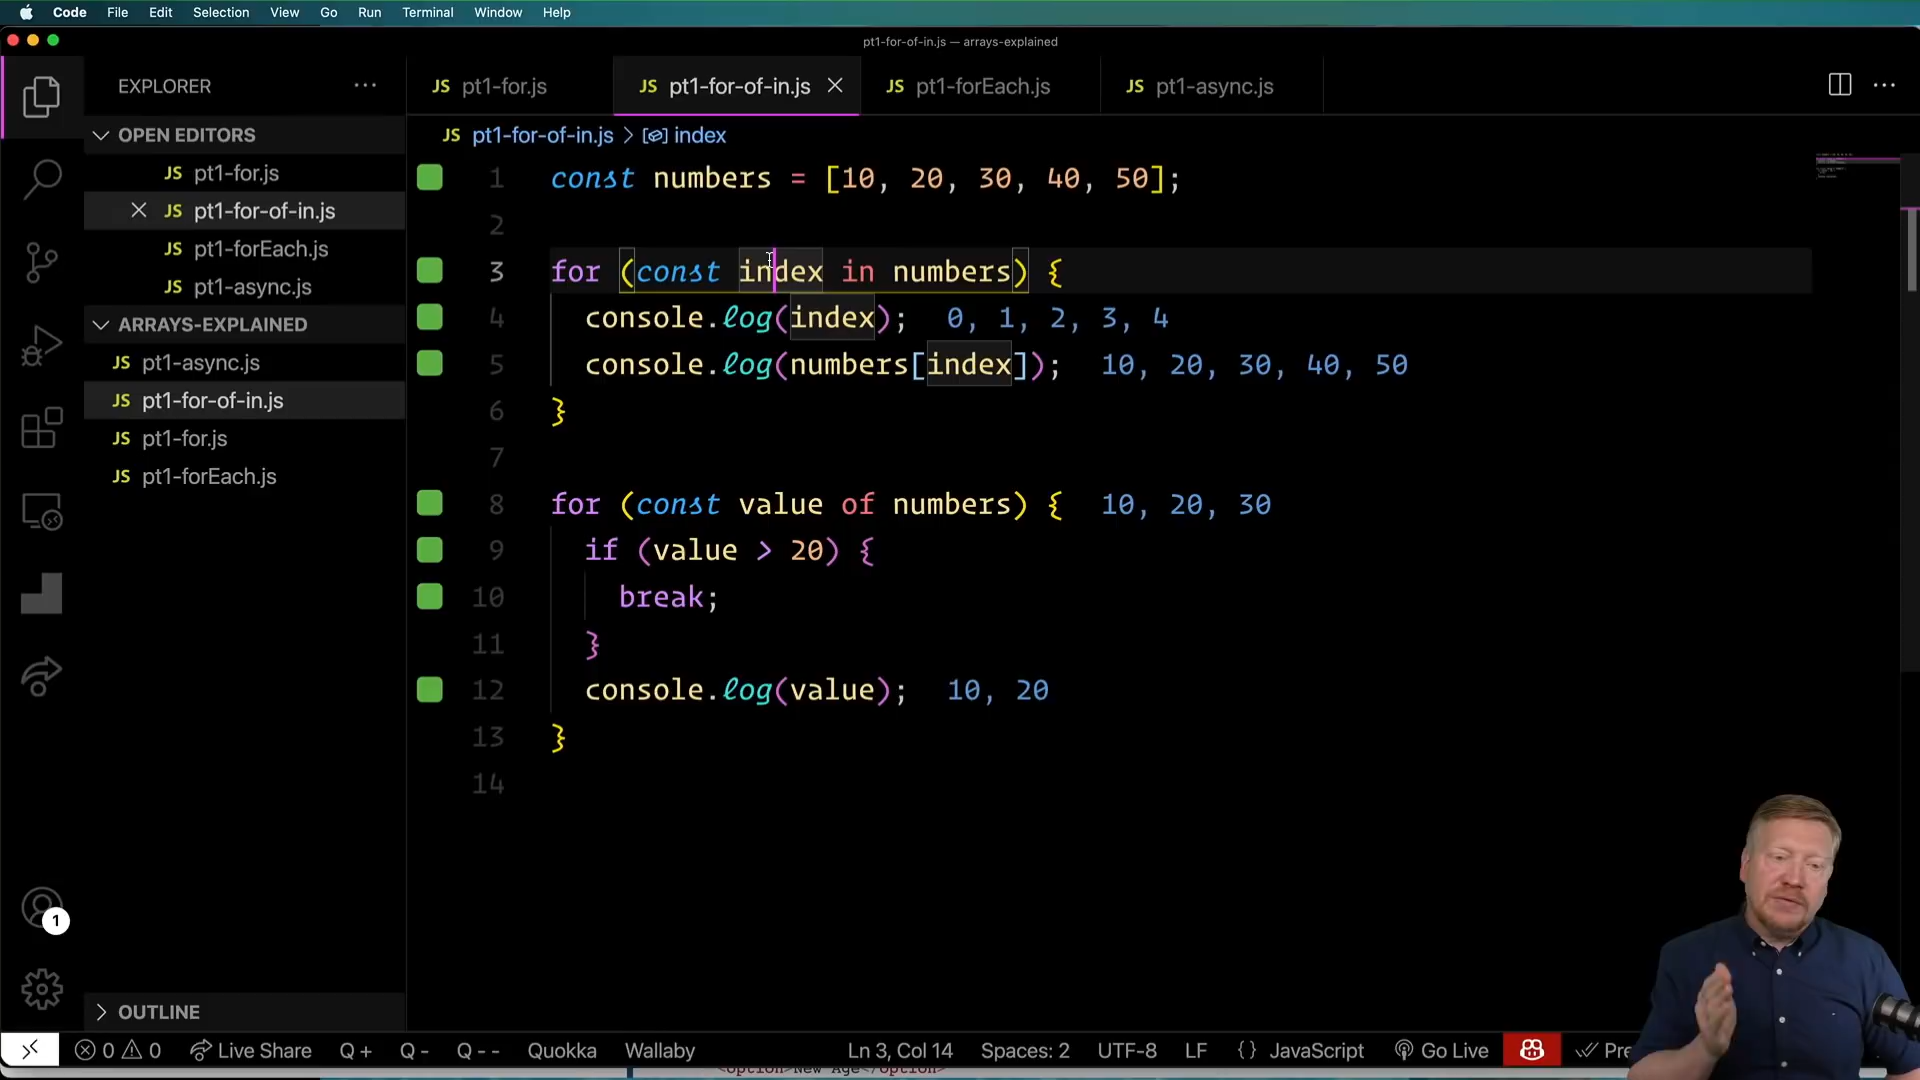 Code File Edit Selection View Go Run Terminal Window Help
pt1-for-of-in.js — arrays-explained
EXPLORER
JS pt1-for.js
JS pt1-for-of-in.js
JS pt1-forEach.js
JS pt1-async.js
OPEN EDITORS
JS pt1-for.js
JS pt1-for-of-in.js
JS pt1-forEach.js
JS pt1-async.js
ARRAYS-EXPLAINED
JS pt1-async.js
JS pt1-for-of-in.js
JS pt1-for.js
JS pt1-forEach.js
1
OUTLINE
JS pt1-for-of-in.js > index
1 const numbers = [10, 20, 30, 40, 50];
2
3 for (const index in numbers) {
4 console.log(index); 0, 1, 2, 3, 4
5 console.log(numbers[index]); 10, 20, 30, 40, 50
6 }
7
8 for (const value of numbers) { 10, 20, 30
9 if (value > 20) {
10 break;
11 }
12 console.log(value); 10, 20
13 }
14
0 0 Live Share Q + Q - Q - - Quokka Wallaby Ln 3, Col 14 Spaces: 2 UTF-8 LF {} JavaScript Go Live Pre
<option>New Age</option>